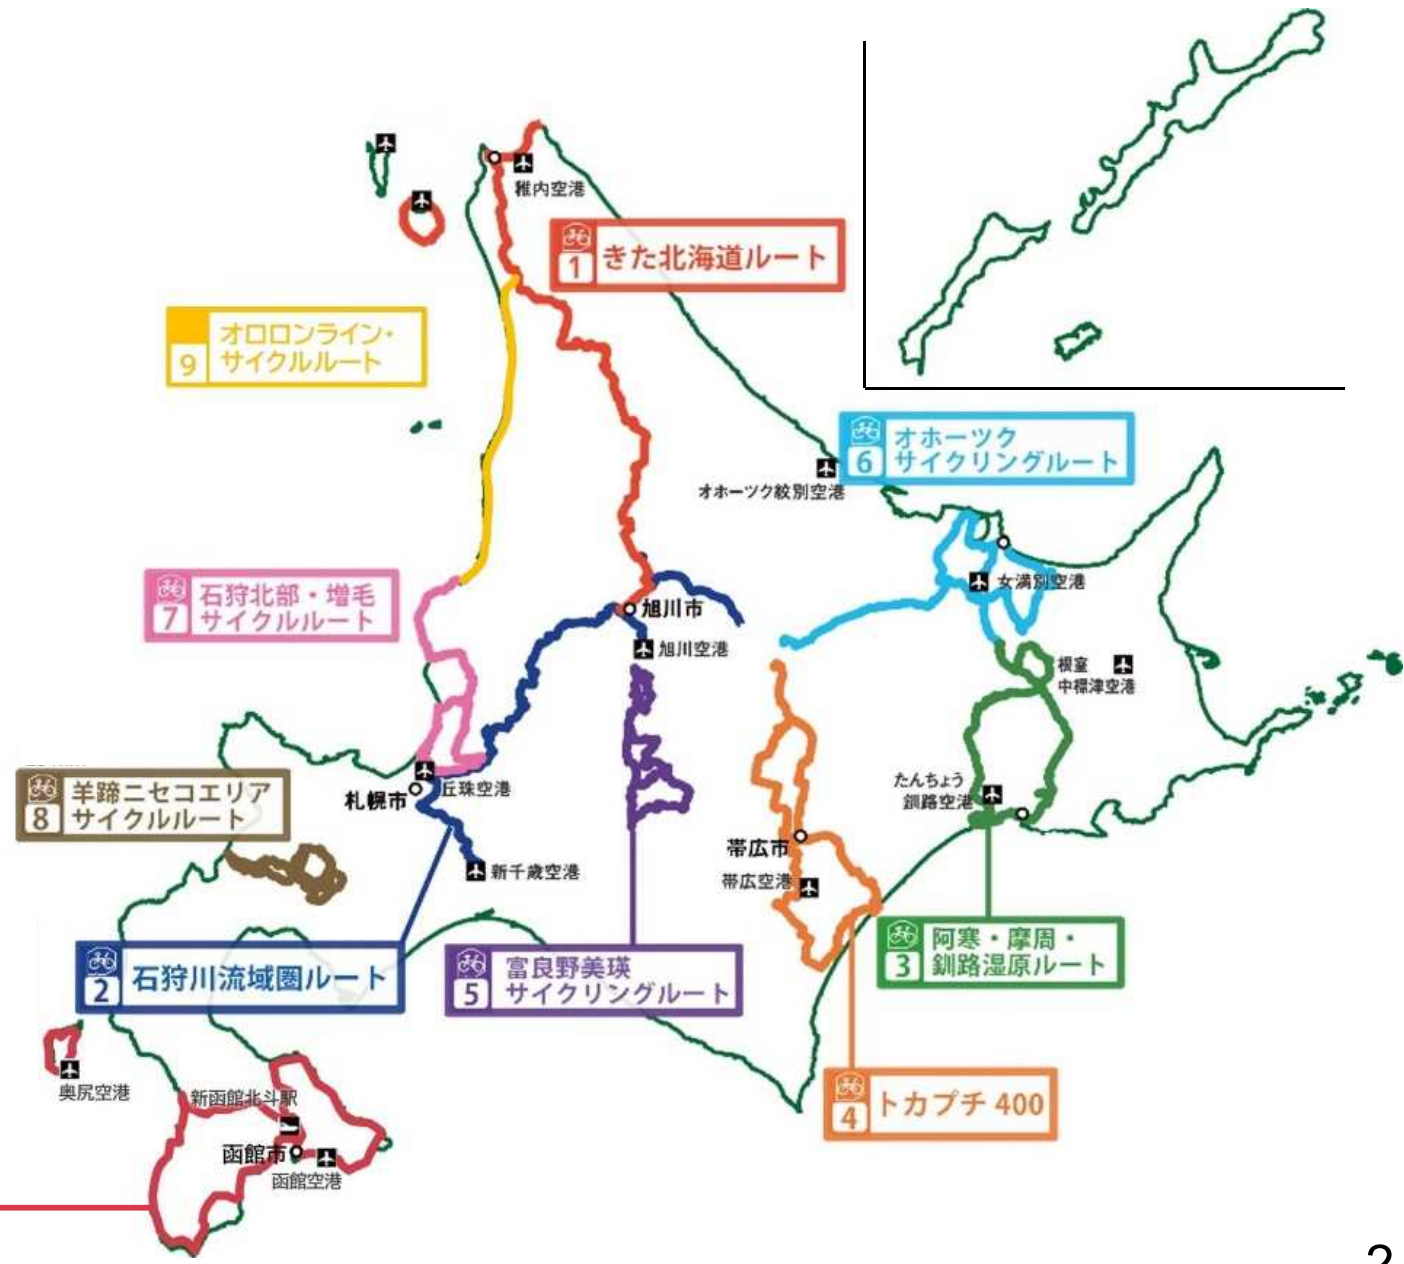 稚内空港
1
きた北海道ルート
9
オロロンライン・
サイクルルート
6
オホーツク
サイクリングルート
オホーツク紋別空港
女満別空港
7
石狩北部・増毛
サイクルルート
旭川市
旭川空港
根室
中標津空港
8
羊蹄ニセコエリア
サイクルルート
丘珠空港
札幌市
たんちょう
釧路空港
新千歳空港
帯広市
帯広空港
2
石狩川流域圏ルート
5
富良野美瑛
サイクリングルート
3
阿寒・摩周・
釧路湿原ルート
奥尻空港
新函館北斗駅
4
トカプチ 400
函館市
函館空港